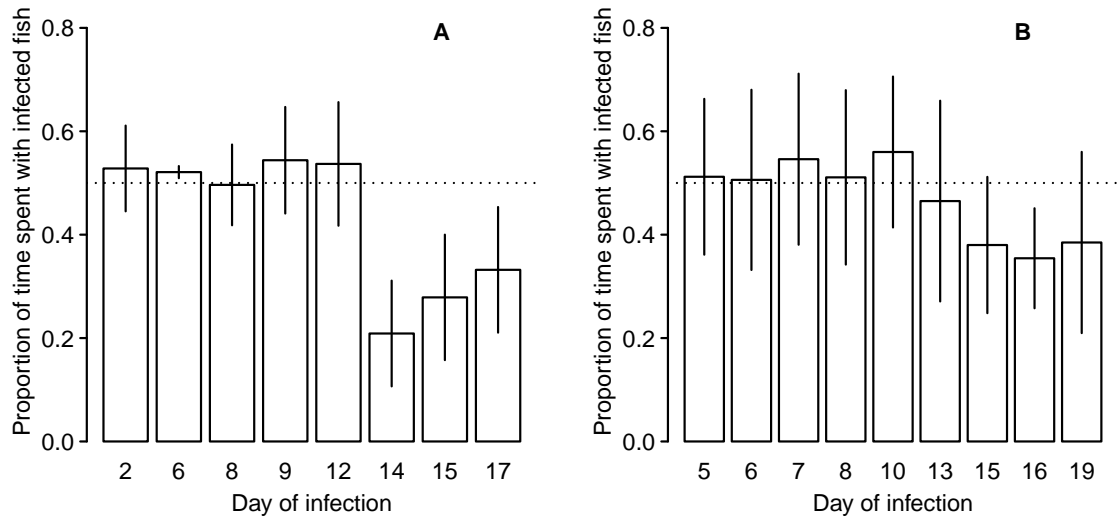 A
Proportion of time spent with infected fish
0.8
0.6
0.4
0.2
0.0
2 6 8 9 12 14 15 17
Day of infection
B
Proportion of time spent with infected fish
0.8
0.6
0.4
0.2
0.0
5 6 7 8 10 13 15 16 19
Day of infection